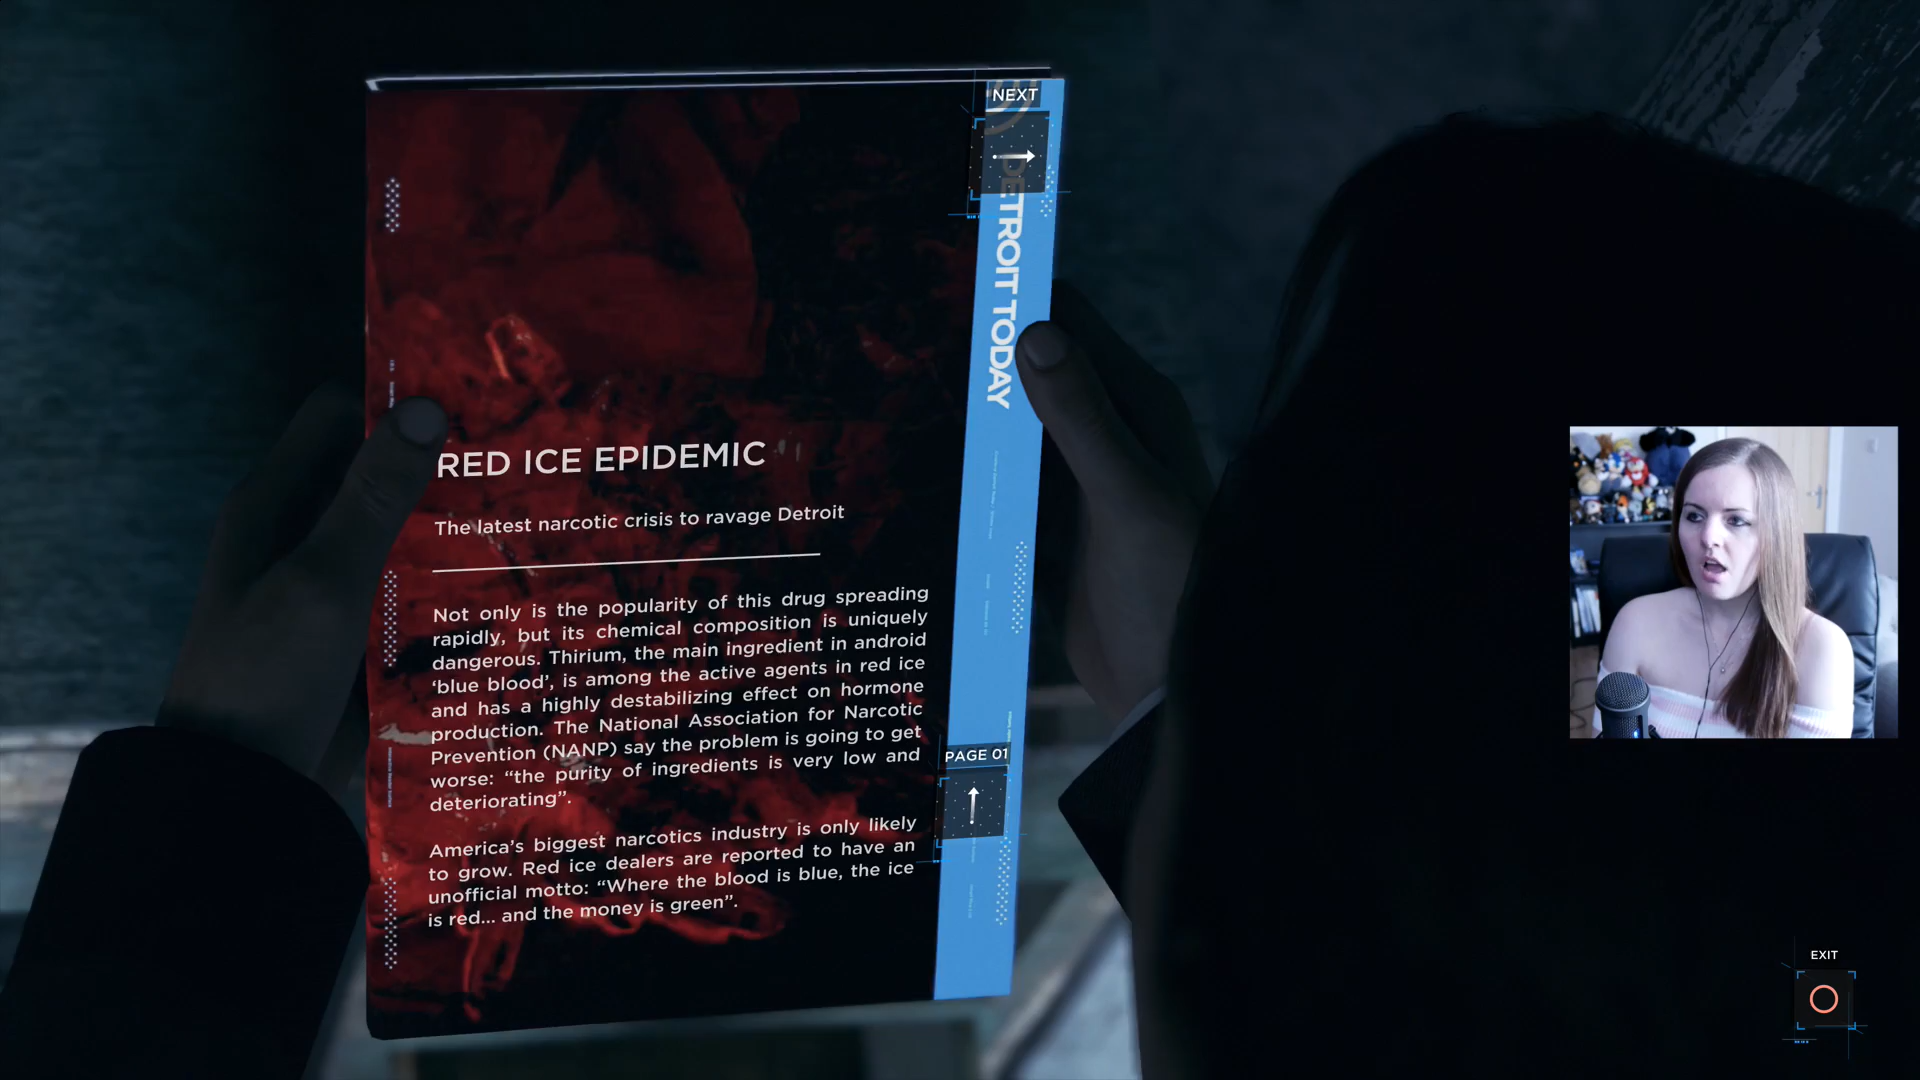 NEXT
DETROIT TODAY
RED ICE EPIDEMIC
The latest narcotic crisis to ravage Detroit
Not only is the popularity of this drug spreading
rapidly, but its chemical composition is uniquely
dangerous. Thirium, the main ingredient in android
‘blue blood’, is among the active agents in red ice
and has a highly destabilizing effect on hormone
production. The National Association for Narcotic
Prevention (NANP) say the problem is going to get
worse: “the purity of ingredients is very low and
deteriorating”.
America’s biggest narcotics industry is only likely
to grow. Red ice dealers are reported to have an
unofficial motto: “Where the blood is blue, the ice
is red... and the money is green”.
PAGE 01
EXIT